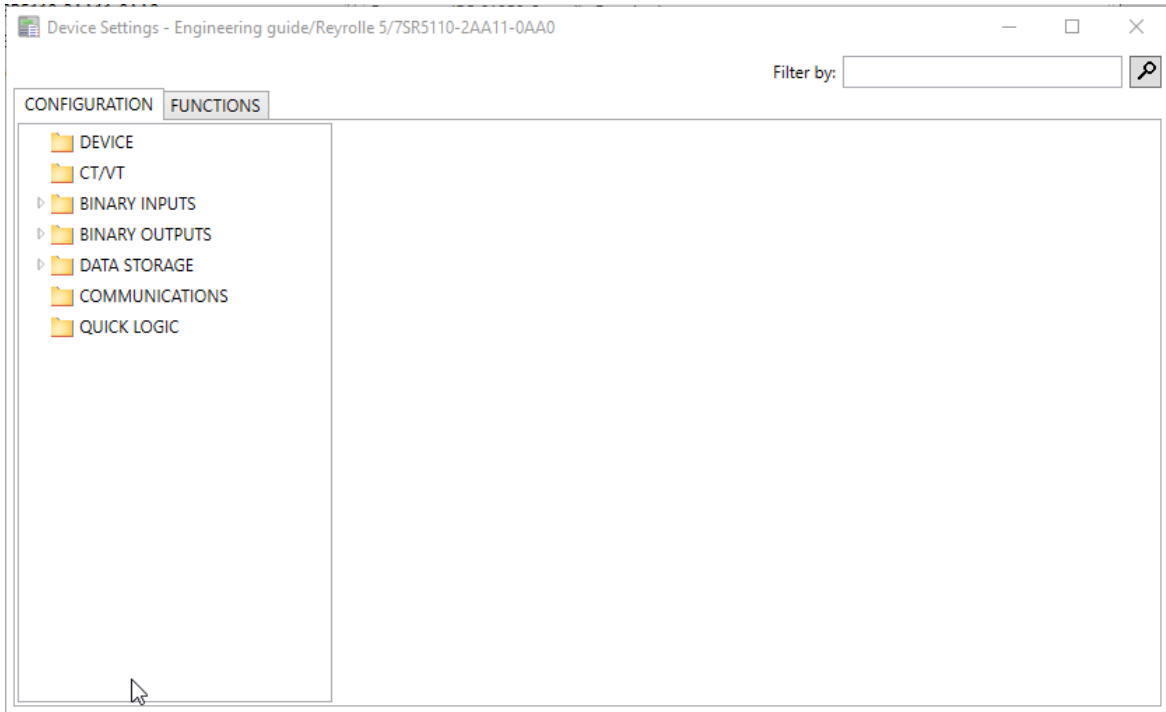 Device Settings - Engineering guide/Reyrolle 5/7SR5110-2AA11-0AA0
Filter by:
CONFIGURATION FUNCTIONS
DEVICE
CT/VT
BINARY INPUTS
BINARY OUTPUTS
DATA STORAGE
COMMUNICATIONS
QUICK LOGIC